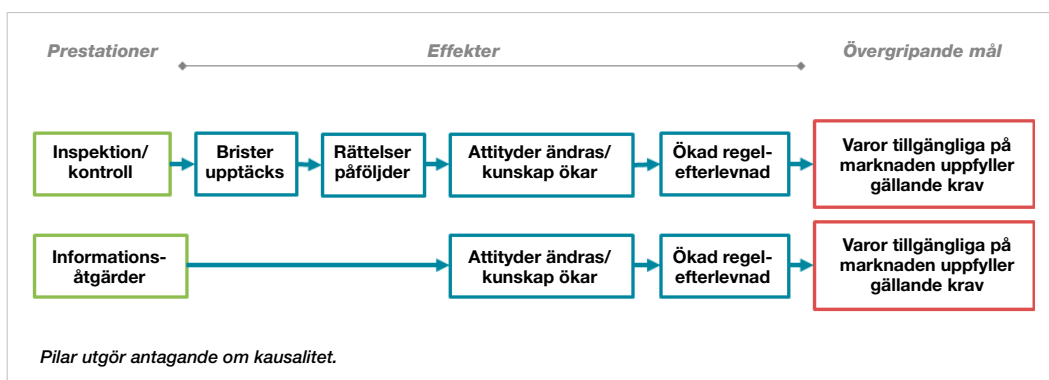 Prestationer
Effekter
Övergripande mål
Inspektion/
kontroll
Brister
upptäcks
Rättelser
påföljder
Attityder ändras/
kunskap ökar
Ökad regel-
efterlevnad
Varor tillgängliga på
marknaden uppfyller
gällande krav
Informations-
åtgärder
Attityder ändras/
kunskap ökar
Ökad regel-
efterlevnad
Varor tillgängliga på
marknaden uppfyller
gällande krav
Pilar utgör antagande om kausalitet.